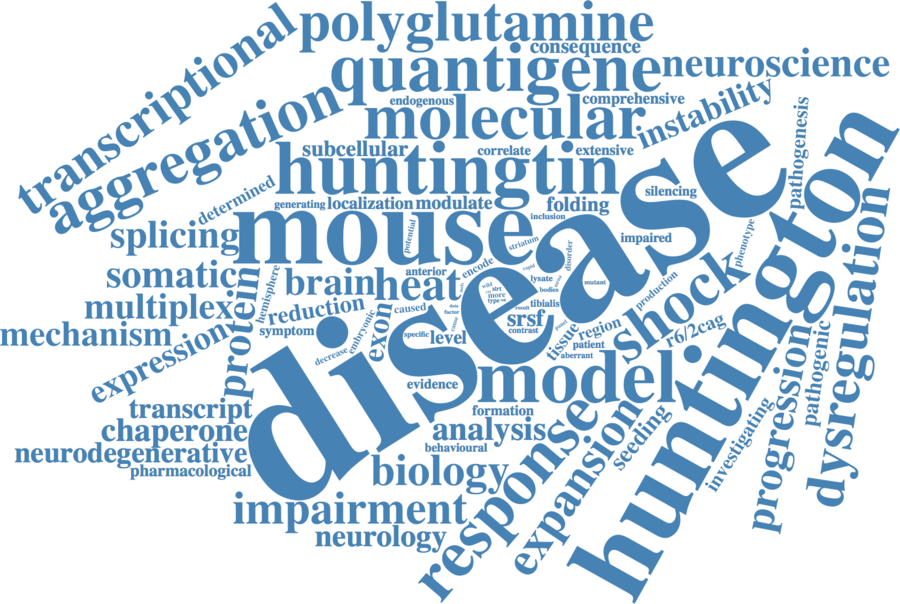 polyglutamine
consequence
transcriptional
quantigene
neuroscience
endogenous
comprehensive
aggregation
molecular
instability
pathogenesis
subcellular
correlate
extensive
huntingtin
disease
huntington
determined
silencing
generating
localization
modulate
folding
inclusion
splicing
mouse
potential
striatum
impaired
phenotype
dysregulation
somatic
protein
hemisphere
brain
anterior
encode
rapid
disorder
heat
lysate
mutant
shock
production
multiplex
reduction
wild
sirt
more
type
bodies
tibialis
caused
data
factor
mechanism
symptom
embryonic
exon
specific
level
srsf
contrast
tissue
region
r6/2cag
patient
aberrant
expression
decrease
evidence
model
progression
pathogenic
transcript
formation
response
expansion
seeding
investigating
chaperone
analysis
neurodegenerative
behavioural
pharmacological
biology
impairment
neurology